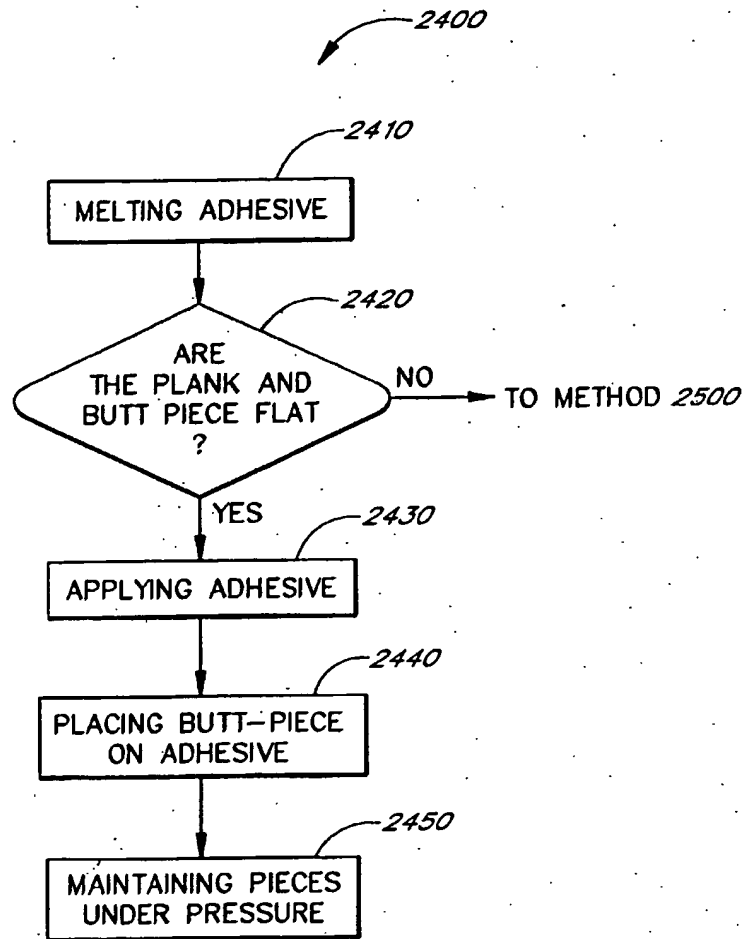 2400
2410
MELTING ADHESIVE
2420
ARE
THE PLANK AND
BUTT PIECE FLAT
?
NO
TO METHOD 2500
YES
2430
APPLYING ADHESIVE
2440
PLACING BUTT-PIECE
ON ADHESIVE
2450
MAINTAINING PIECES
UNDER PRESSURE